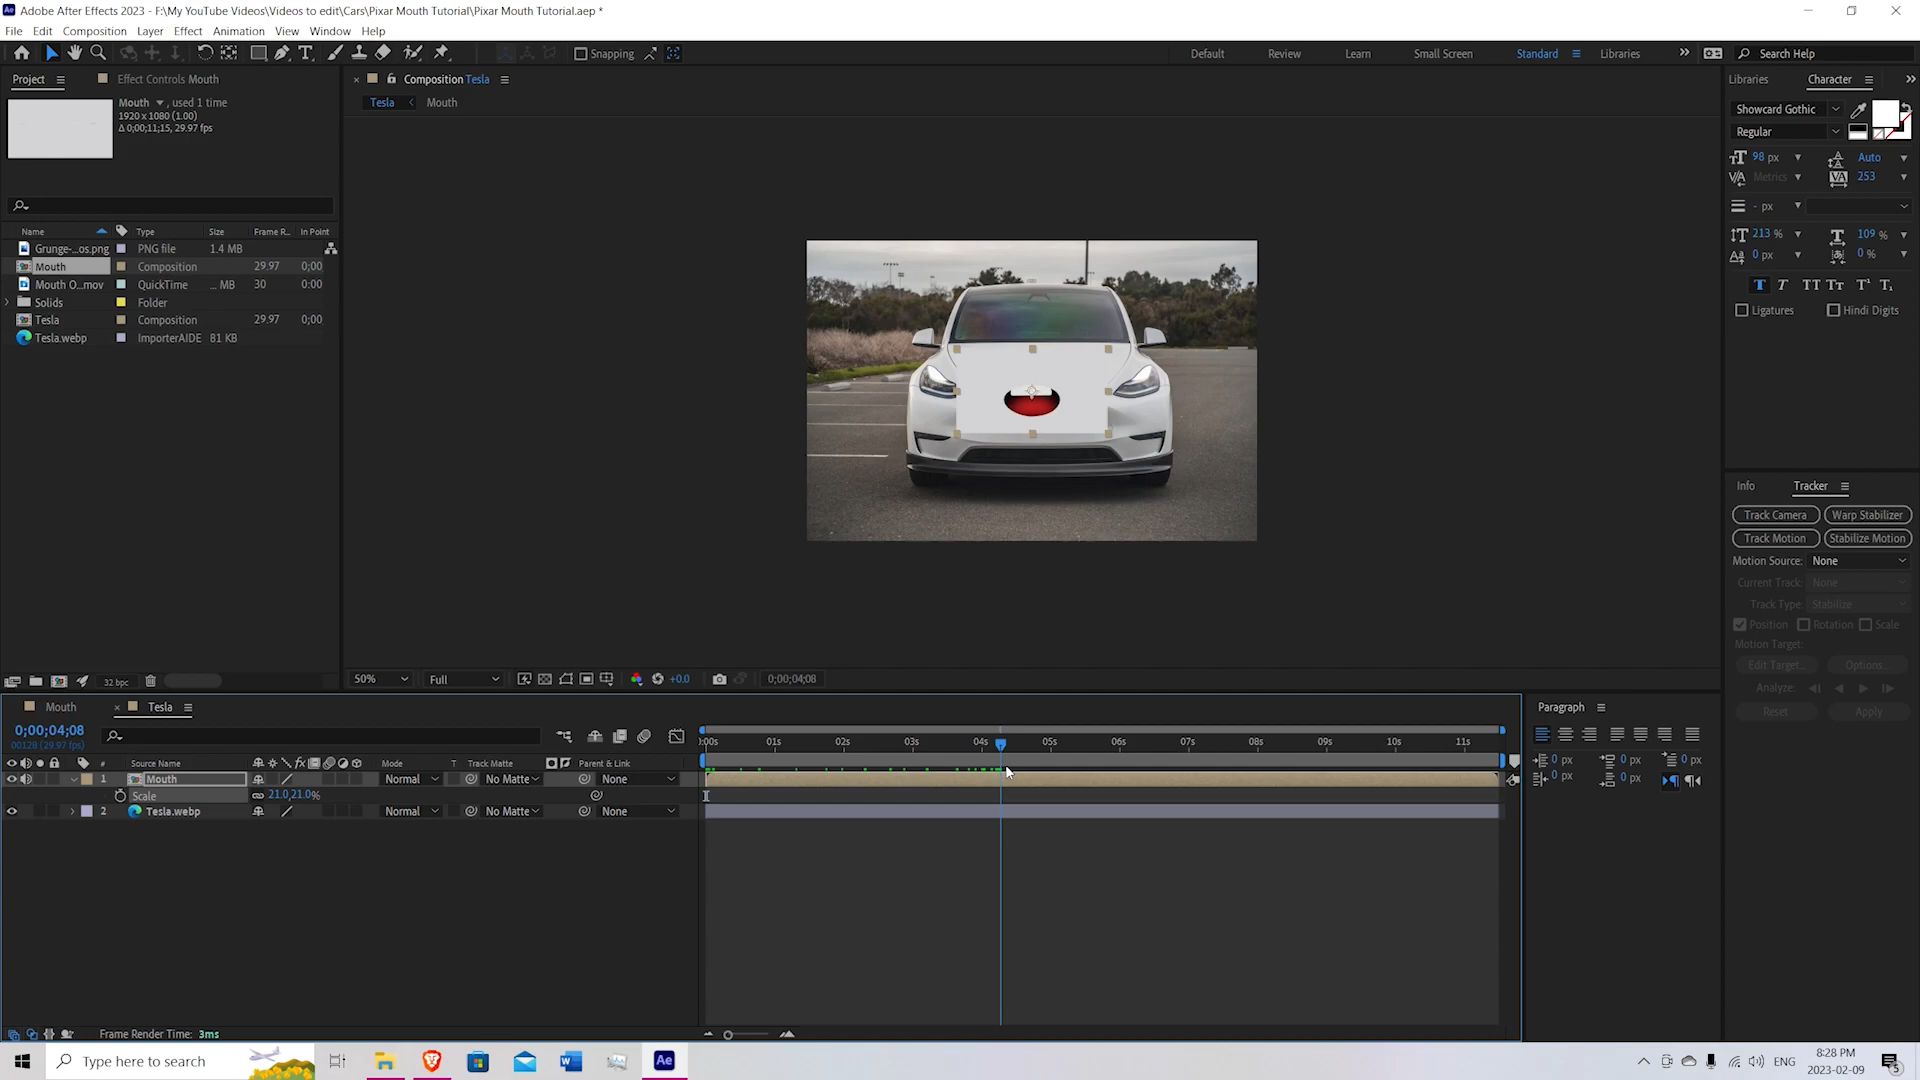 Adobe After Effects 2023 - F:\My YouTube Videos\Videos to edit\Cars\Pixar Mouth Tutorial\Pixar Mouth Tutorial.aep *
File Edit Composition Layer Effect Animation View Window Help
Snapping
Default Review Learn Small Screen Standard Libraries Search Help
Project Effect Controls Mouth
Composition Tesla
Tesla Mouth
Mouth , used 1 time
1920 x 1080 (1.00)
Δ 0;00;11;15, 29.97 fps
Name Type Size Frame R... In Point
Grunge-...os.png PNG file 1.4 MB
Mouth Composition 29.97 0;00
Mouth O...mov QuickTime ... MB 30 0:00
Solids Folder
Tesla Composition 29.97 0;00
Tesla.webp ImporterAIDE 81 KB
32 bpc
50% Full +0.0 0;00;04;08
Libraries Character
Showcard Gothic
Regular
98 px Auto
Metrics 253
- px
213 % 109 %
0 px 0 %
T T TT Tt T¹ T₁
Ligatures Hindi Digits
Info Tracker
Track Camera Warp Stabilizer
Track Motion Stabilize Motion
Motion Source: None
Current Track: None
Track Type: Stabilize
Position Rotation Scale
Motion Target:
Edit Target... Options...
Analyze:
Reset Apply
Mouth Tesla
0;00;04;08
00128 (29.97 fps)
:00s 01s 02s 03s 04s 05s 06s 07s 08s 09s 10s 11s
# Source Name fx Mode T Track Matte Parent & Link
1 Mouth Normal No Matte None
Scale 21.0,21.0%
2 Tesla.webp Normal No Matte None
Frame Render Time: 3ms
Paragraph
0 px 0 px 0 px
0 px 0 px
Type here to search
Ae
ENG
8:28 PM
2023-02-09
5